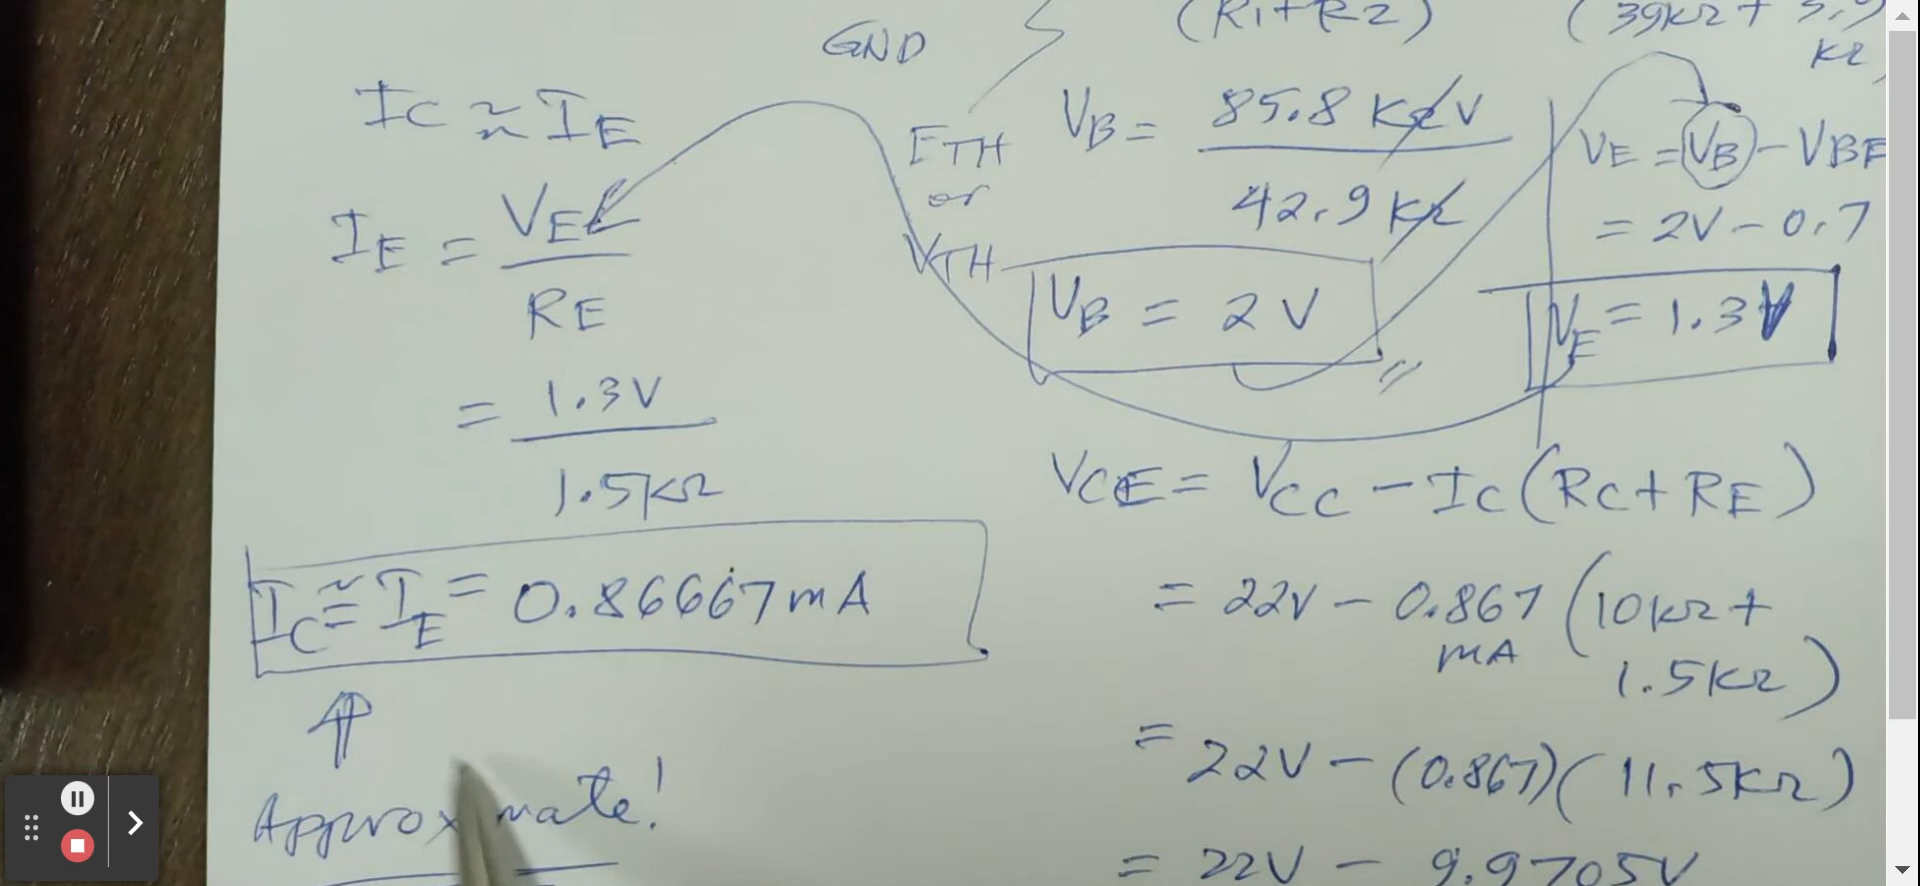 GND
(R1+R2)
(39KΩ + 3.9
KΩ)
IC ≈ IE
IE = VE
RE
= 1.3V
1.5KΩ
IC ≅ IE = 0.86667mA
Approximate!
ETH
or
VTH
VB = 85.8 KΩV
42.9 KΩ
VB = 2V
VE = VB - VBE
= 2V - 0.7
VE = 1.3V
VCE = VCC - IC (RC + RE)
= 22V - 0.867 (10KΩ +
mA 1.5KΩ)
= 22V - (0.867)(11.5KΩ)
= 22V - 9.9705V